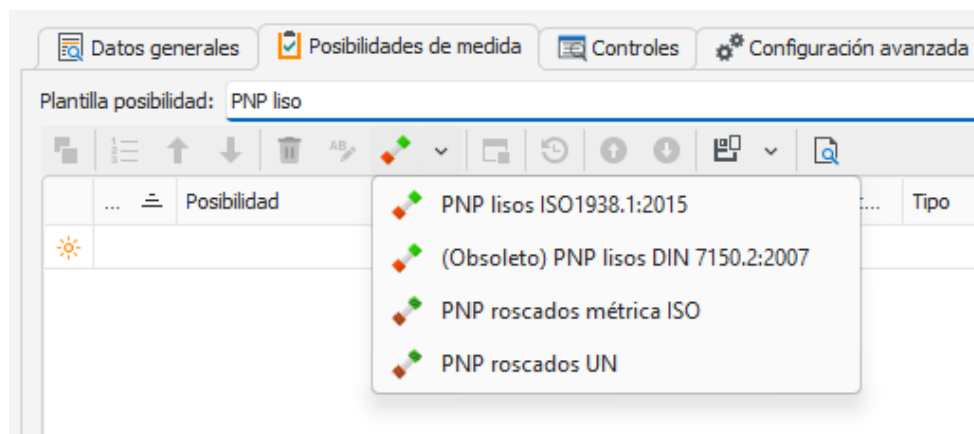 Datos generales
Posibilidades de medida
Controles
Configuración avanzada
Plantilla posibilidad: PNP liso
... Posibilidad
Tipo
PNP lisos ISO1938.1:2015
(Obsoleto) PNP lisos DIN 7150.2:2007
PNP roscados métrica ISO
PNP roscados UN